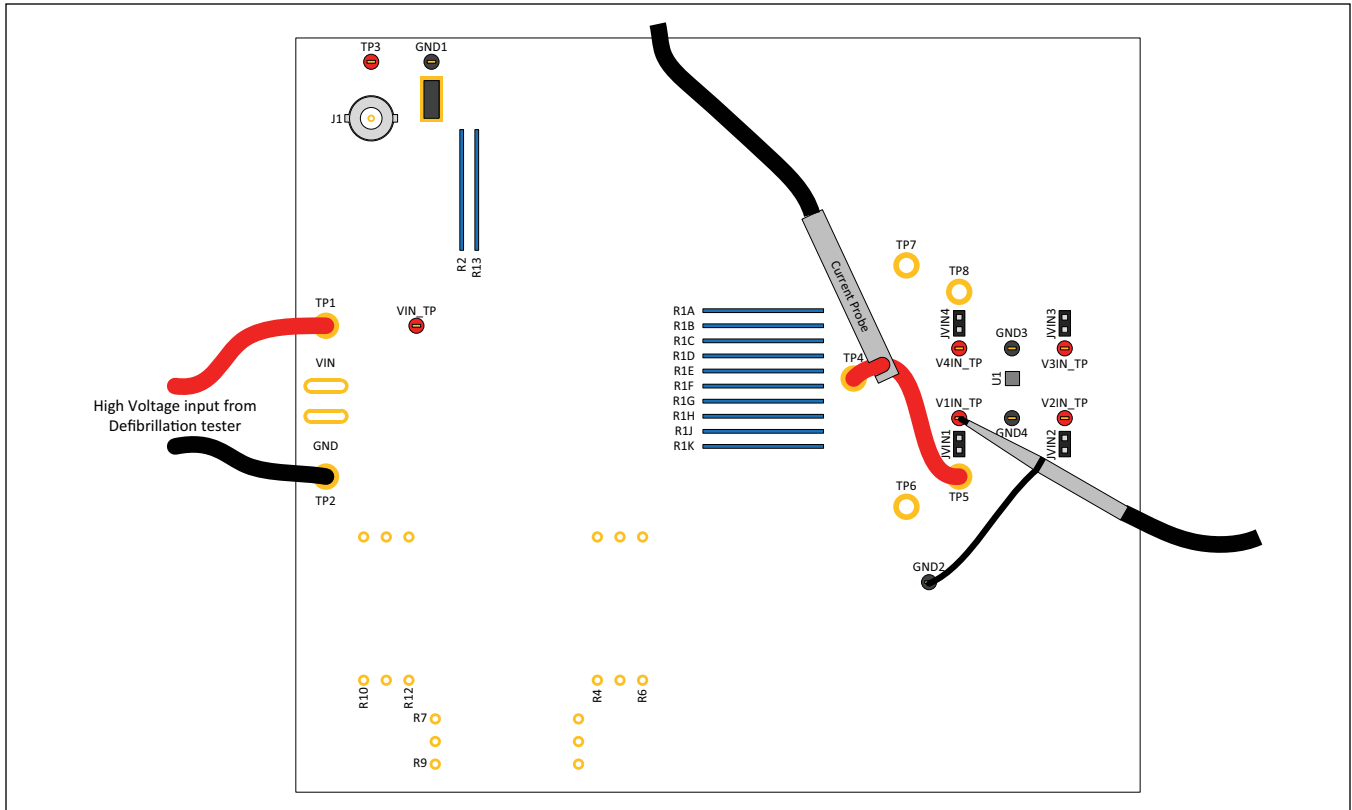 TP3
GND1
J1
R2
R13
TP7
TP8
Current Probe
TP1
VIN_TP
R1A
R1B
R1C
R1D
R1E
R1F
R1G
R1H
R1J
R1K
JVIN4
GND3
JVIN3
TP4
V4IN_TP
U1
V3IN_TP
VIN
High Voltage input from
Defibrillation tester
V1IN_TP
V2IN_TP
GND4
JVIN1
JVIN2
GND
TP2
TP6
TP5
GND2
R10
R12
R4
R6
R7
R9